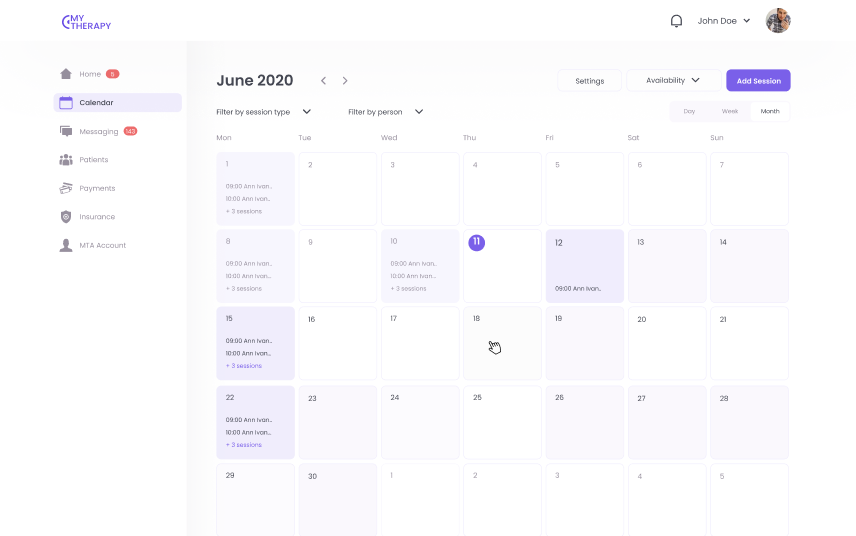 MY
THERAPY
John Doe
Home 5
Calendar
Messaging 143
Patients
Payments
Insurance
MTA Account
June 2020
Settings
Availability
Add Session
Filter by session type
Filter by person
Day Week Month
Mon Tue Wed Thu Fri Sat Sun
1 2 3 4 5 6 7
09:00 Ann Ivan..
10:00 Ann Ivan...
+ 3 sessions
8 9 10 11 12 13 14
09:00 Ann Ivan.. 09:00 Ann Ivan..
10:00 Ann Ivan... 10:00 Ann Ivan...
+ 3 sessions + 3 sessions 09:00 Ann Ivan..
15 16 17 18 19 20 21
09:00 Ann Ivan..
10:00 Ann Ivan...
+ 3 sessions
22 23 24 25 26 27 28
09:00 Ann Ivan..
10:00 Ann Ivan...
+ 3 sessions
29 30 1 2 3 4 5